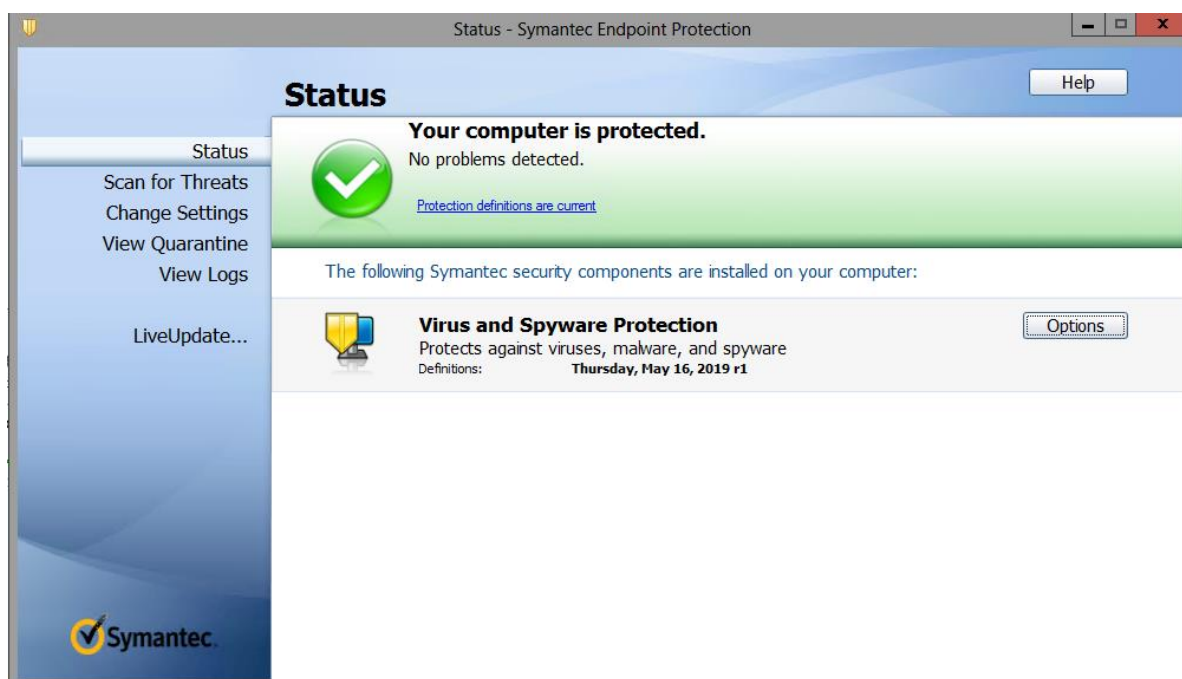 Status - Symantec Endpoint Protection
Status
Help
Status
Scan for Threats
Change Settings
View Quarantine
View Logs
LiveUpdate...
Your computer is protected.
No problems detected.
Protection definitions are current
The following Symantec security components are installed on your computer:
Virus and Spyware Protection
Options
Protects against viruses, malware, and spyware
Definitions: Thursday, May 16, 2019 r1
Symantec.